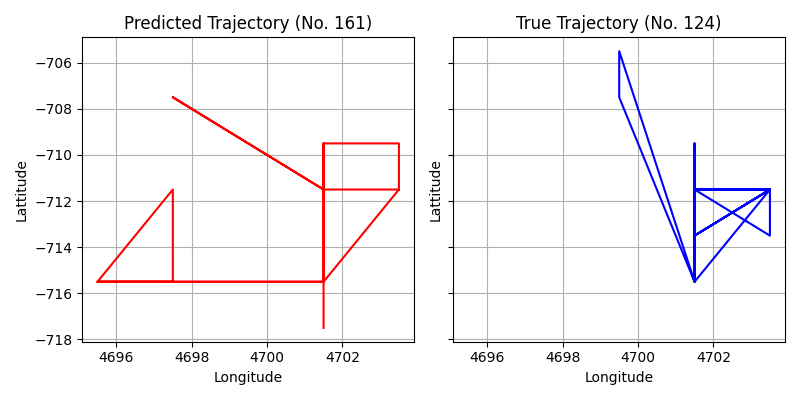 Predicted Trajectory (No. 161)
True Trajectory (No. 124)
−706
−708
−710
−712
−714
−716
−718
Lattitude
Lattitude
4696
4698
4700
4702
4696
4698
4700
4702
Longitude
Longitude